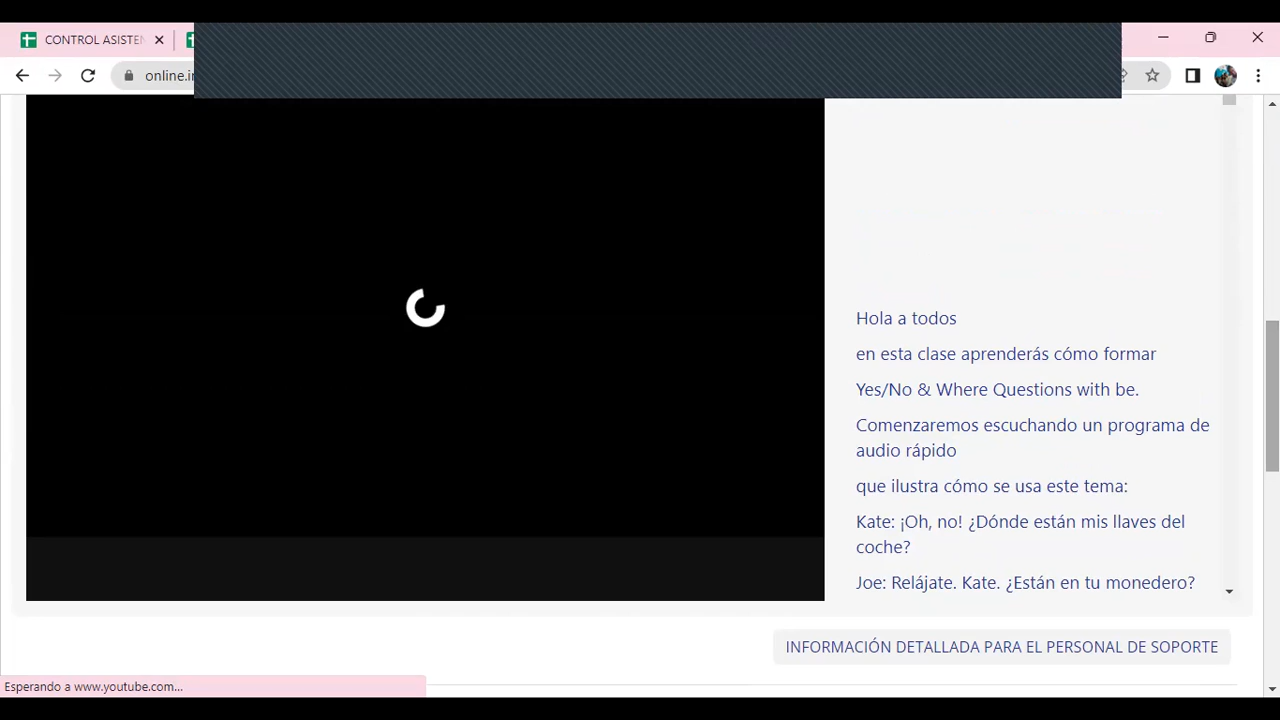 CONTROL ASISTEN
online.in
Hola a todos
en esta clase aprenderás cómo formar
Yes/No & Where Questions with be.
Comenzaremos escuchando un programa de
audio rápido
que ilustra cómo se usa este tema:
Kate: ¡Oh, no! ¿Dónde están mis llaves del
coche?
Joe: Relájate. Kate. ¿Están en tu monedero?
INFORMACIÓN DETALLADA PARA EL PERSONAL DE SOPORTE
Esperando a www.youtube.com...